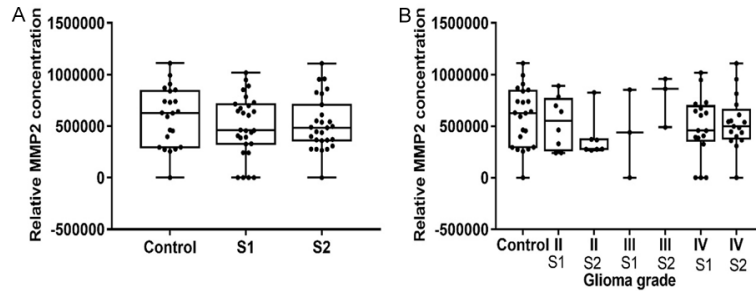 A
Relative MMP2 concentration
1500000
1000000
500000
0
-500000
Control S1 S2
B
Relative MMP2 concentration
1500000
1000000
500000
0
-500000
Control II II III III IV IV
S1 S2 S1 S2 S1 S2
Glioma grade